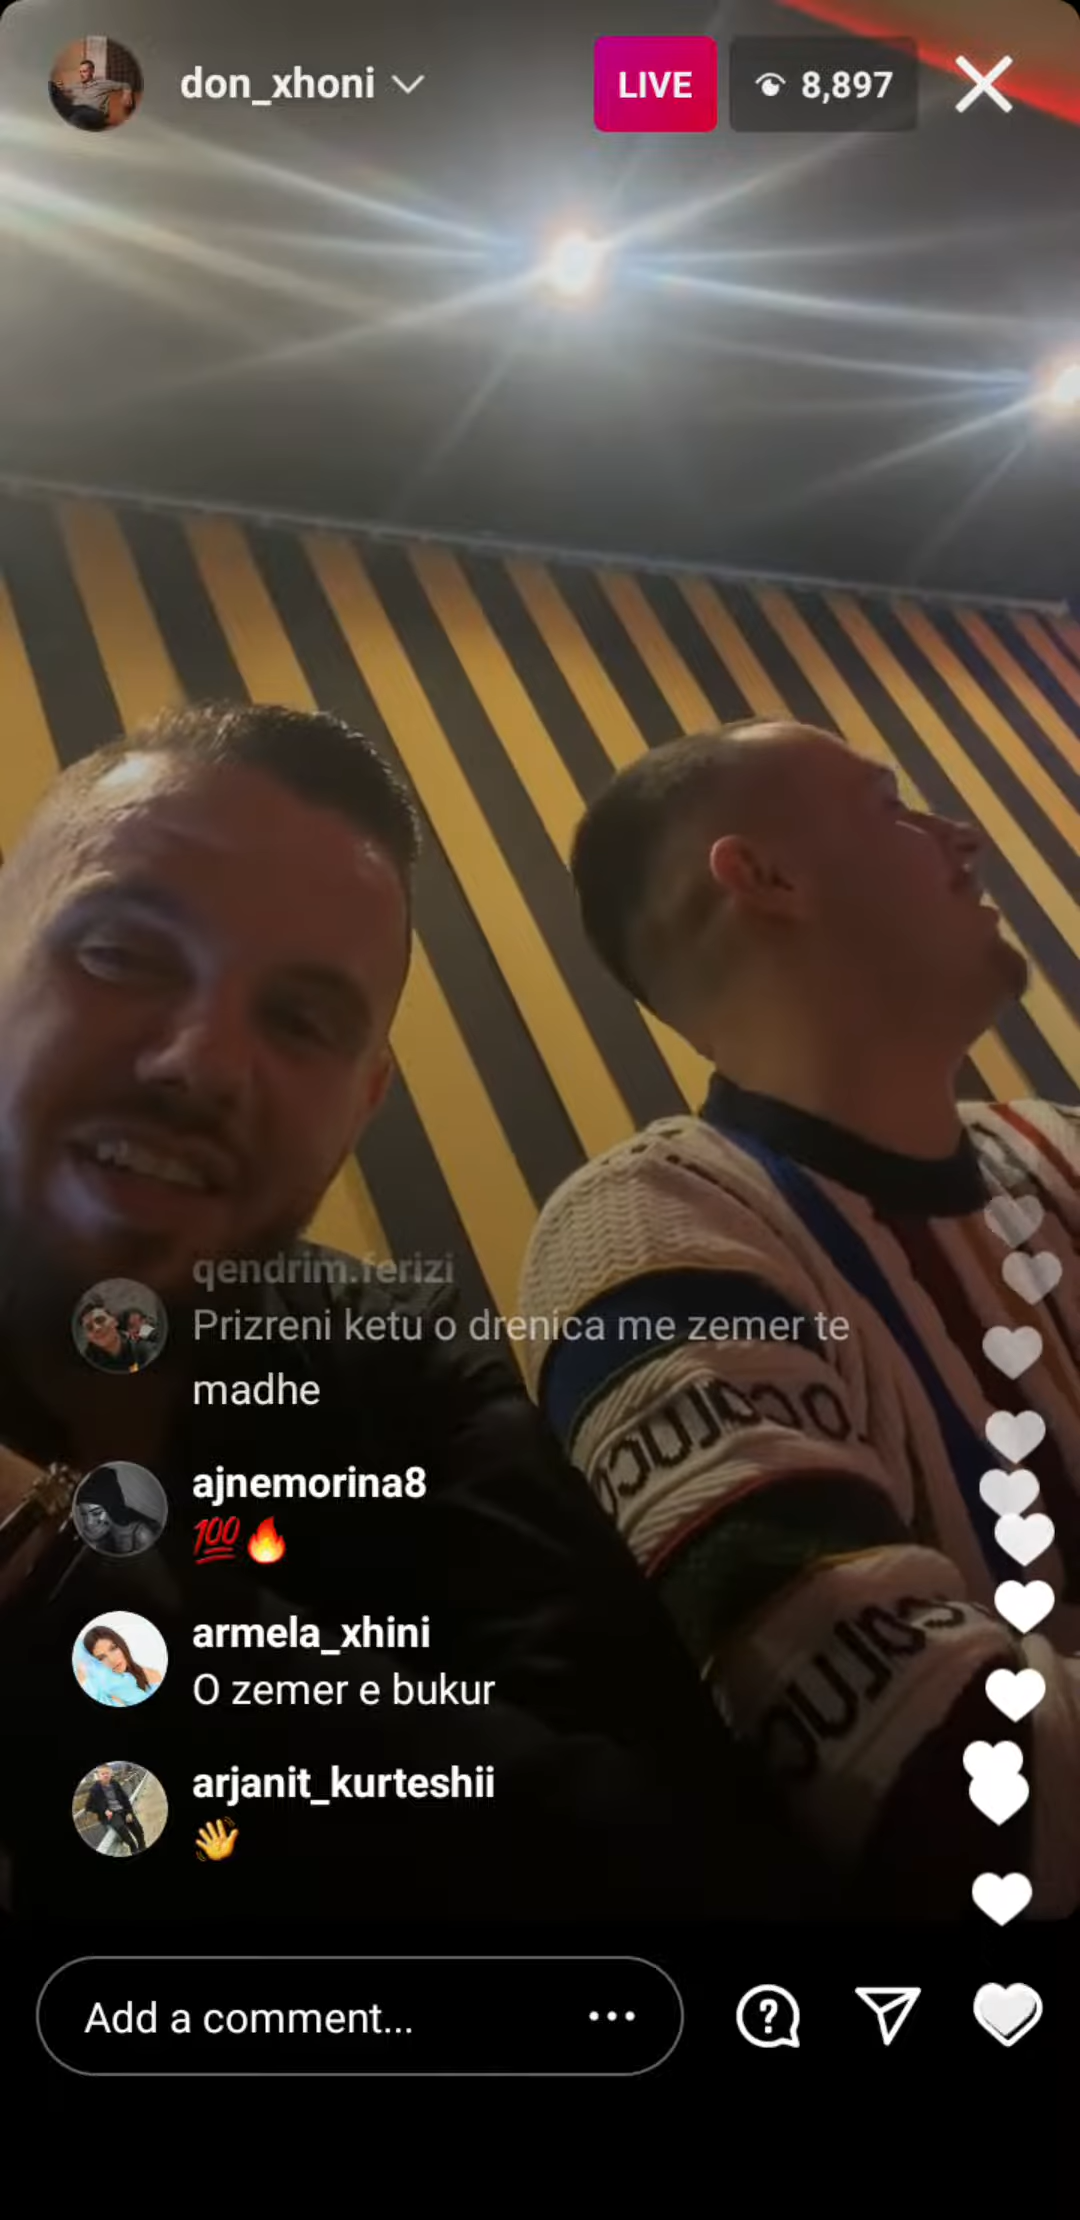 don_xhoni
LIVE
8,897
qendrim.ferizi
Prizreni ketu o drenica me zemer te
madhe
ajnemorina8
💯🔥
armela_xhini
O zemer e bukur
arjanit_kurteshii
👋
Add a comment...